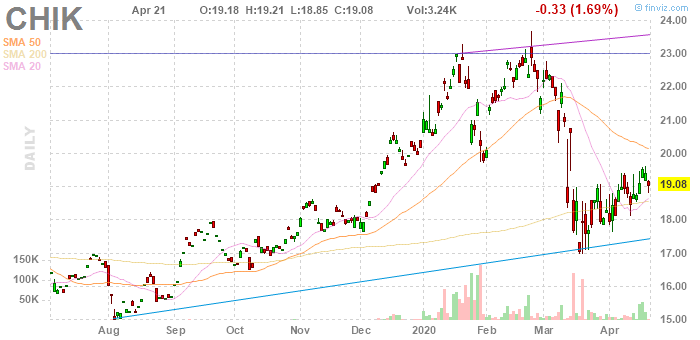 CHIK Apr 21 O:19.18 H:19.21 L:18.85 C:19.08 Vol:3.24K -0.33 (1.69%)
© finviz.com
SMA 50
SMA 200
SMA 20
DAILY
24.00
23.00
22.00
21.00
20.00
19.08
18.00
17.00
16.00
15.00
150K
100K
50K
Aug Sep Oct Nov Dec 2020 Feb Mar Apr